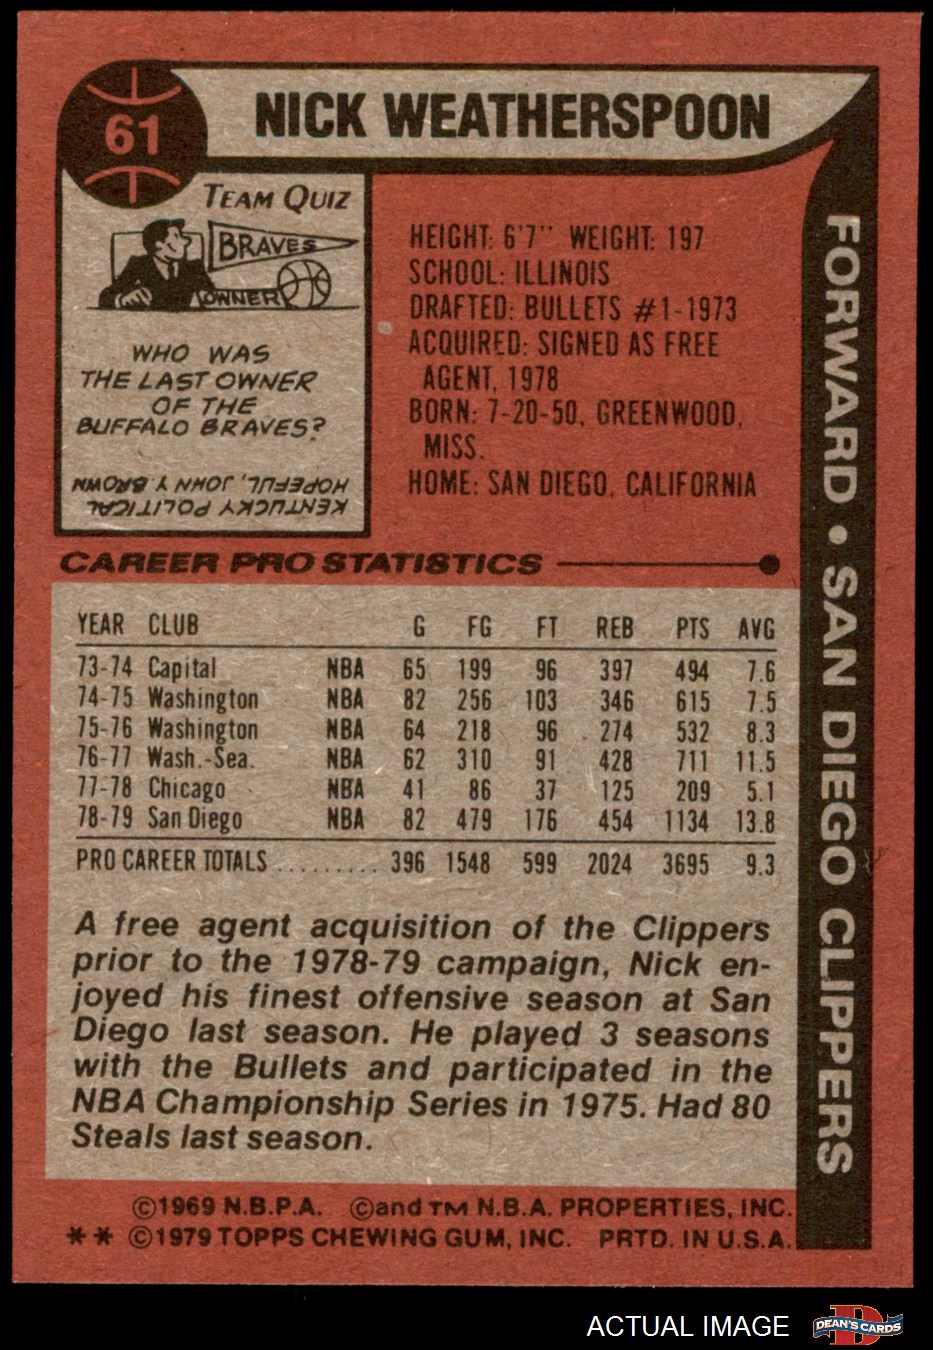 61
NICK WEATHERSPOON
TEAM QUIZ
BRAVES
OWNER
WHO WAS
THE LAST OWNER
OF THE
BUFFALO BRAVES?
KENTUCKY POLITICAL
HOPEFUL, JOHN Y. BROWN
HEIGHT: 6'7" WEIGHT: 197
SCHOOL: ILLINOIS
DRAFTED: BULLETS #1-1973
ACQUIRED: SIGNED AS FREE
AGENT, 1978
BORN: 7-20-50, GREENWOOD,
MISS.
HOME: SAN DIEGO, CALIFORNIA
FORWARD • SAN DIEGO CLIPPERS
CAREER PRO STATISTICS
YEAR CLUB G FG FT REB PTS AVG
73-74 Capital NBA 65 199 96 397 494 7.6
74-75 Washington NBA 82 256 103 346 615 7.5
75-76 Washington NBA 64 218 96 274 532 8.3
76-77 Wash.-Sea. NBA 62 310 91 428 711 11.5
77-78 Chicago NBA 41 86 37 125 209 5.1
78-79 San Diego NBA 82 479 176 454 1134 13.8
PRO CAREER TOTALS ......... 396 1548 599 2024 3695 9.3
A free agent acquisition of the Clippers
prior to the 1978-79 campaign, Nick en-
joyed his finest offensive season at San
Diego last season. He played 3 seasons
with the Bullets and participated in the
NBA Championship Series in 1975. Had 80
Steals last season.
©1969 N.B.P.A. ©and TM N.B.A. PROPERTIES, INC.
** ©1979 TOPPS CHEWING GUM, INC. PRTD. IN U.S.A.
ACTUAL IMAGE
D
DEAN'S CARDS